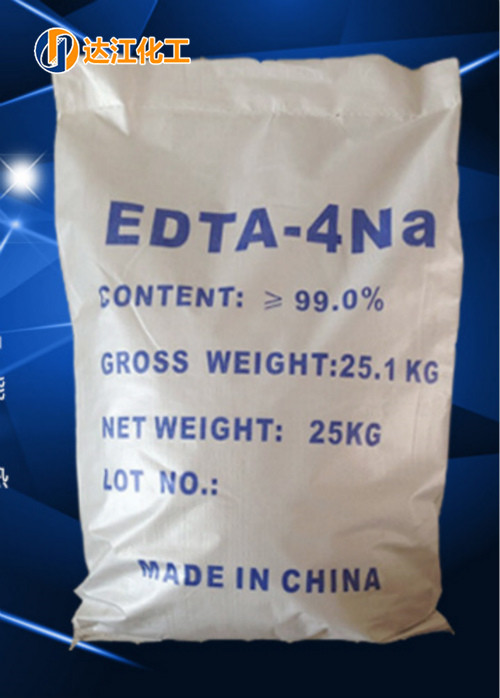 达江化工
EDTA-4Na
CONTENT: ≥ 99.0%
GROSS WEIGHT:25.1 KG
NET WEIGHT: 25KG
LOT NO.:
MADE IN CHINA